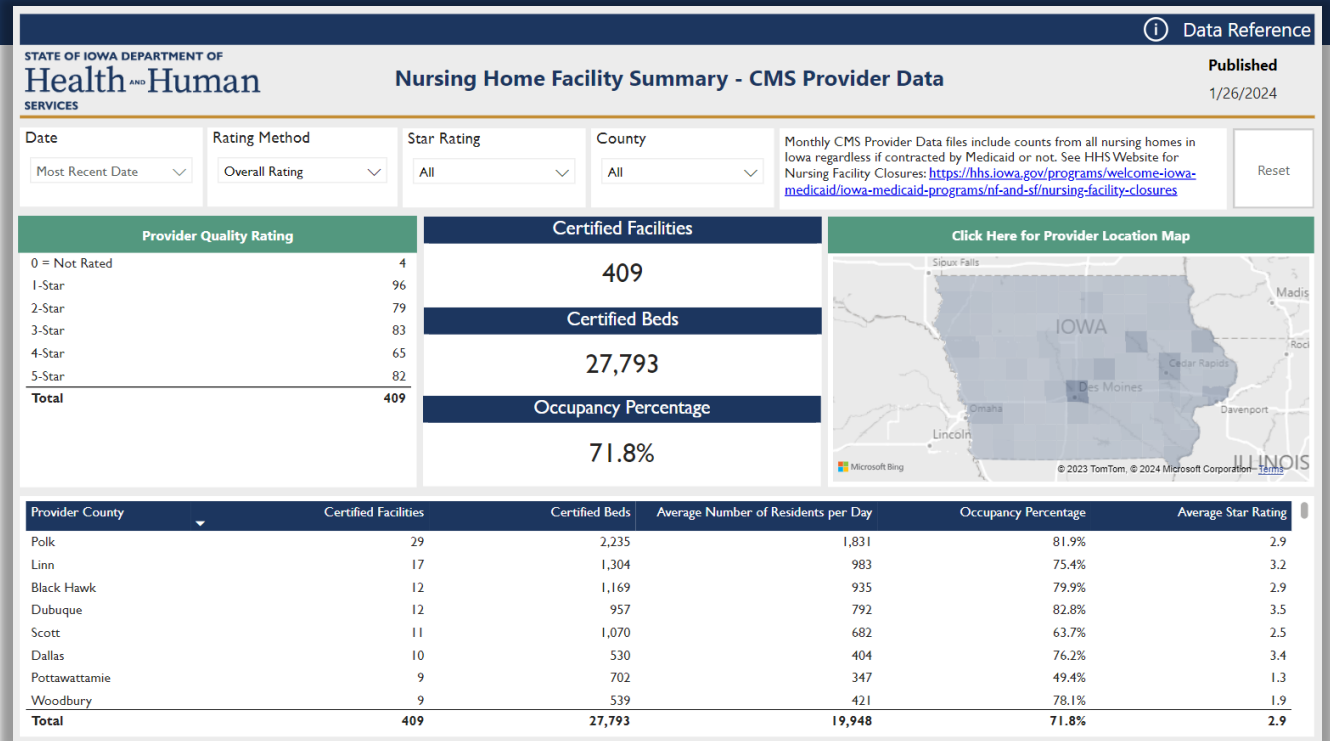 Data Reference
STATE OF IOWA DEPARTMENT OF
Health AND Human
SERVICES
Nursing Home Facility Summary - CMS Provider Data
Published
1/26/2024
Date
Most Recent Date
Rating Method
Overall Rating
Star Rating
All
County
All
Monthly CMS Provider Data files include counts from all nursing homes in
Iowa regardless if contracted by Medicaid or not. See HHS Website for
Nursing Facility Closures: https://hhs.iowa.gov/programs/welcome-iowa-
medicaid/iowa-medicaid-programs/nf-and-sf/nursing-facility-closures
Reset
Provider Quality Rating
0 = Not Rated 4
1-Star 96
2-Star 79
3-Star 83
4-Star 65
5-Star 82
Total 409
Certified Facilities
409
Certified Beds
27,793
Occupancy Percentage
71.8%
Click Here for Provider Location Map
Sioux Falls
Madis
IOWA
Roc
Cedar Rapids
Des Moines
Omaha
Davenport
Lincoln
ILLINOIS
Microsoft Bing
© 2023 TomTom, © 2024 Microsoft Corporation Terms
Provider County Certified Facilities Certified Beds Average Number of Residents per Day Occupancy Percentage Average Star Rating
Polk 29 2,235 1,831 81.9% 2.9
Linn 17 1,304 983 75.4% 3.2
Black Hawk 12 1,169 935 79.9% 2.9
Dubuque 12 957 792 82.8% 3.5
Scott 11 1,070 682 63.7% 2.5
Dallas 10 530 404 76.2% 3.4
Pottawattamie 9 702 347 49.4% 1.3
Woodbury 9 539 421 78.1% 1.9
Total 409 27,793 19,948 71.8% 2.9